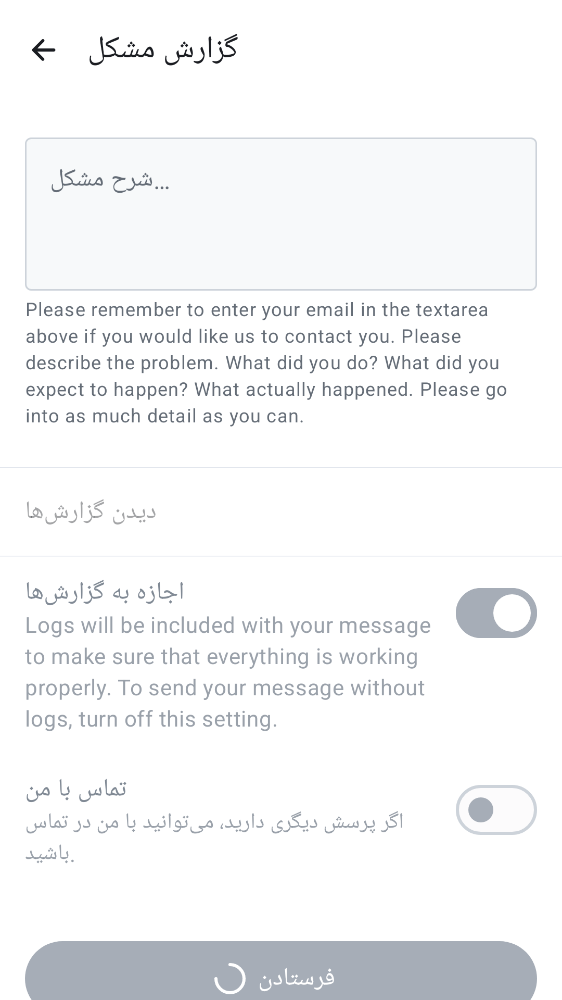 گزارش مشکل
شرح مشکل...
Please remember to enter your email in the textarea
above if you would like us to contact you. Please
describe the problem. What did you do? What did you
expect to happen? What actually happened. Please go
into as much detail as you can.
دیدن گزارش‌ها
اجازه به گزارش‌ها
Logs will be included with your message
to make sure that everything is working
properly. To send your message without
logs, turn off this setting.
تماس با من
اگر پرسش دیگری دارید، می‌توانید با من در تماس
باشید.
فرستادن